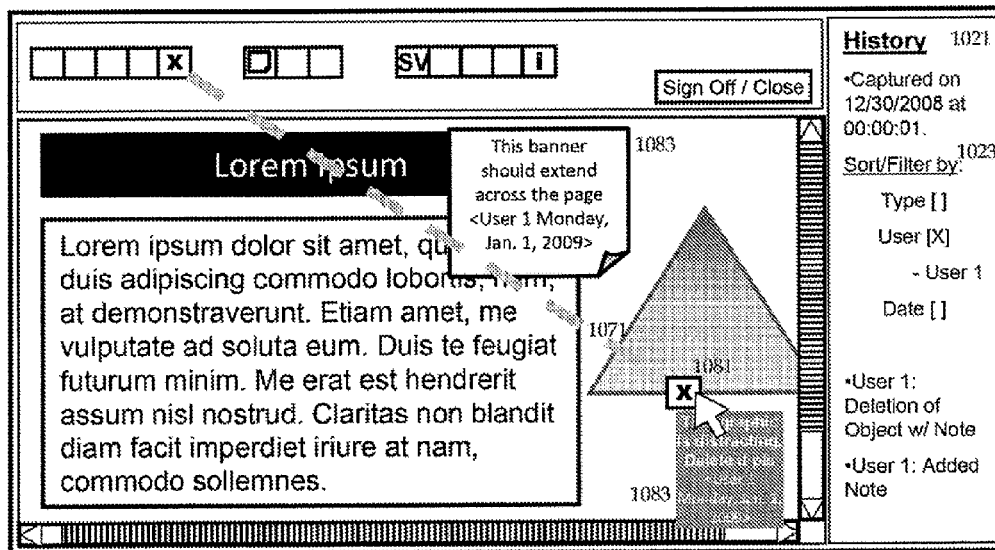 X
SV
i
Sign Off / Close
Lorem Ipsum
This banner
should extend
across the page
<User 1 Monday,
Jan. 1, 2009>
1083
Lorem ipsum dolor sit amet,
duis adipiscing commodo lobortis,
at demonstraverunt. Etiam amet, me
vulputate ad soluta eum. Duis te feugiat
futurum minim. Me erat est hendrerit
assum nisl nostrud. Claritas non blandit
diam facit imperdiet iriure at nam,
commodo sollemnes.
1071
1081
X
1083
History 1021
•Captured on
12/30/2008 at
00:00:01.
1023
Sort/Filter by:
Type [ ]
User [X]
- User 1
Date [ ]
•User 1:
Deletion of
Object w/ Note
•User 1: Added
Note